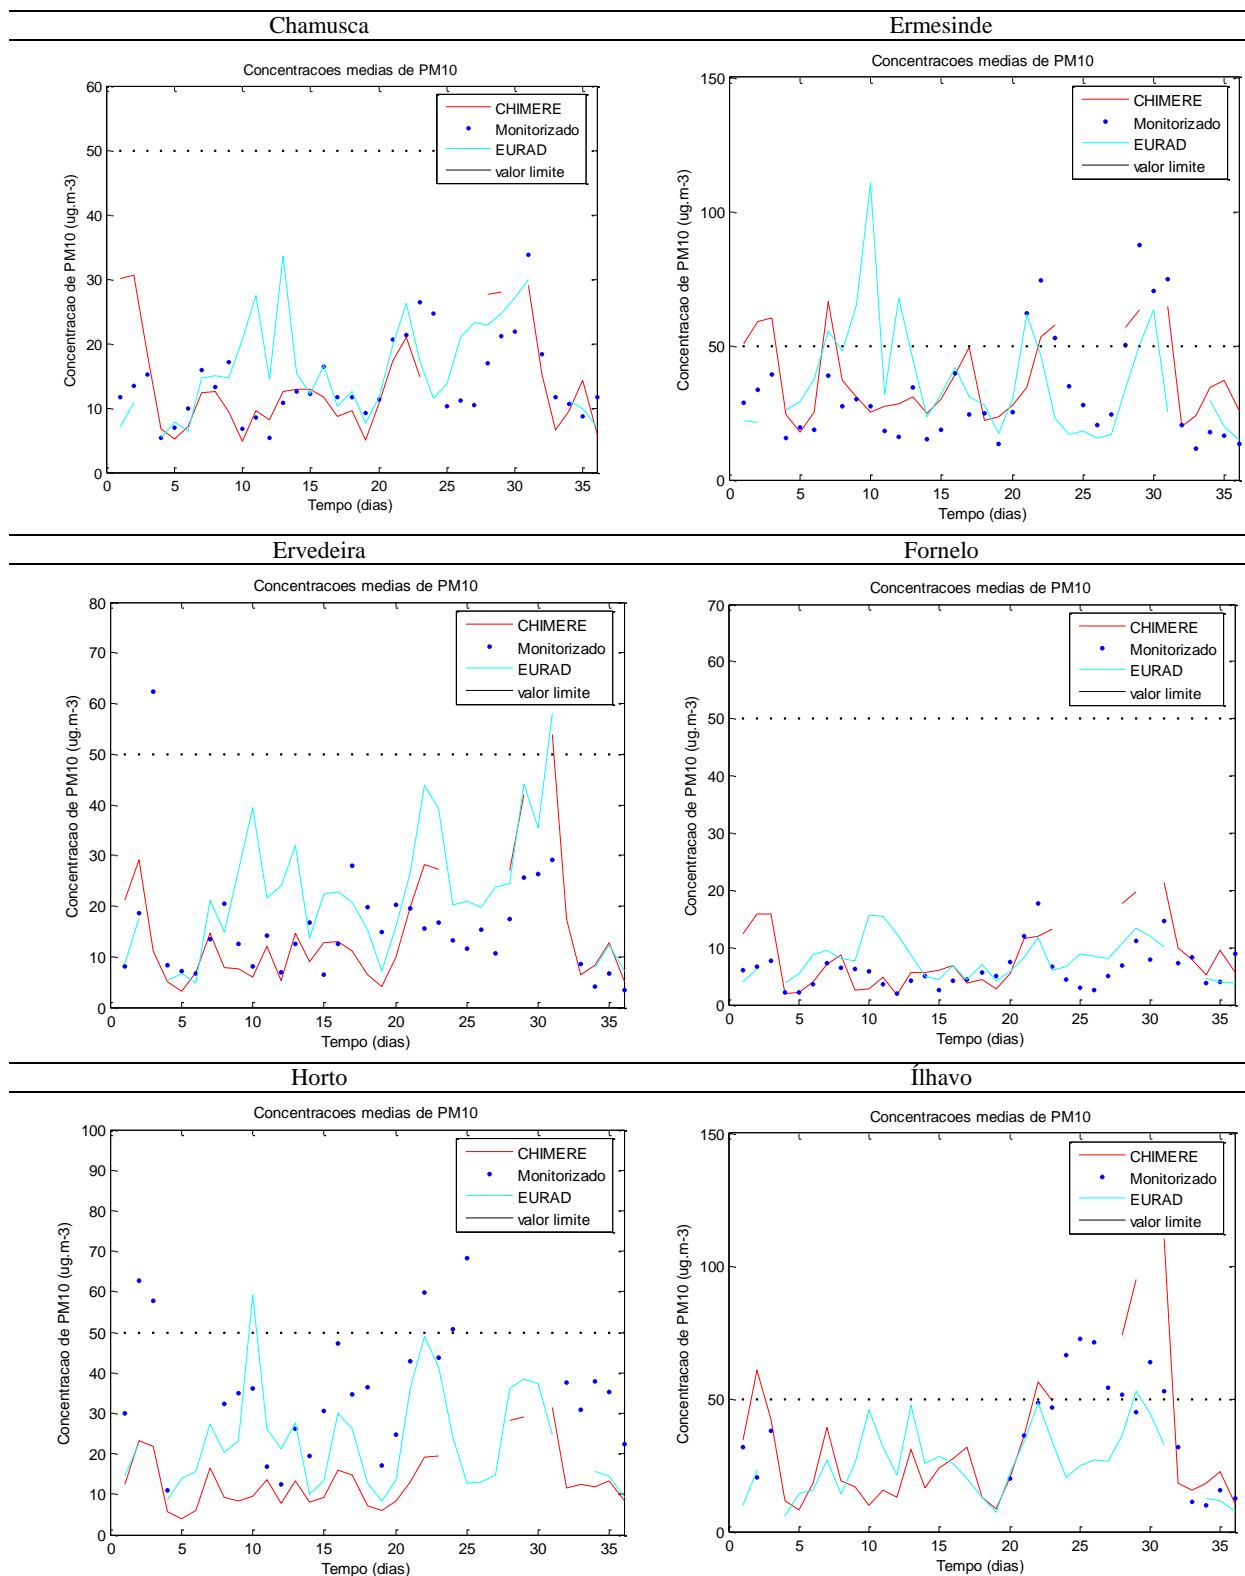 Chamusca
Ermesinde
Concentracoes medias de PM10
60
50
40
30
20
10
0
0 5 10 15 20 25 30 35
Concentracao de PM10 (ug.m-3)
Tempo (dias)
CHIMERE
Monitorizado
EURAD
valor limite
Concentracoes medias de PM10
150
100
50
0
0 5 10 15 20 25 30 35
Concentracao de PM10 (ug.m-3)
Tempo (dias)
CHIMERE
Monitorizado
EURAD
valor limite
Ervedeira
Fornelo
Concentracoes medias de PM10
80
70
60
50
40
30
20
10
0
0 5 10 15 20 25 30 35
Concentracao de PM10 (ug.m-3)
Tempo (dias)
CHIMERE
Monitorizado
EURAD
valor limite
Concentracoes medias de PM10
70
60
50
40
30
20
10
0
0 5 10 15 20 25 30 35
Concentracao de PM10 (ug.m-3)
Tempo (dias)
CHIMERE
Monitorizado
EURAD
valor limite
Horto
Ílhavo
Concentracoes medias de PM10
100
90
80
70
60
50
40
30
20
10
0
0 5 10 15 20 25 30 35
Concentracao de PM10 (ug.m-3)
Tempo (dias)
CHIMERE
Monitorizado
EURAD
valor limite
Concentracoes medias de PM10
150
100
50
0
0 5 10 15 20 25 30 35
Concentracao de PM10 (ug.m-3)
Tempo (dias)
CHIMERE
Monitorizado
EURAD
valor limite